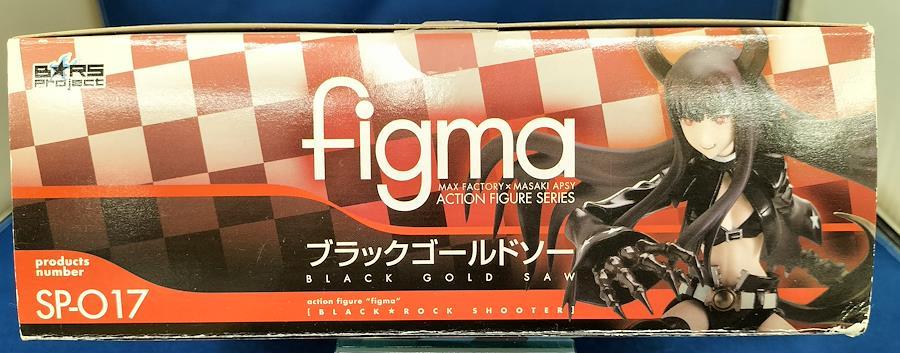 B★RS
Project
figma
MAX FACTORY×MASAKI APSY
ACTION FIGURE SERIES
ブラックゴールドソー
BLACK GOLD SAW
products
number
SP-017
action figure "figma"
[BLACK★ROCK SHOOTER]